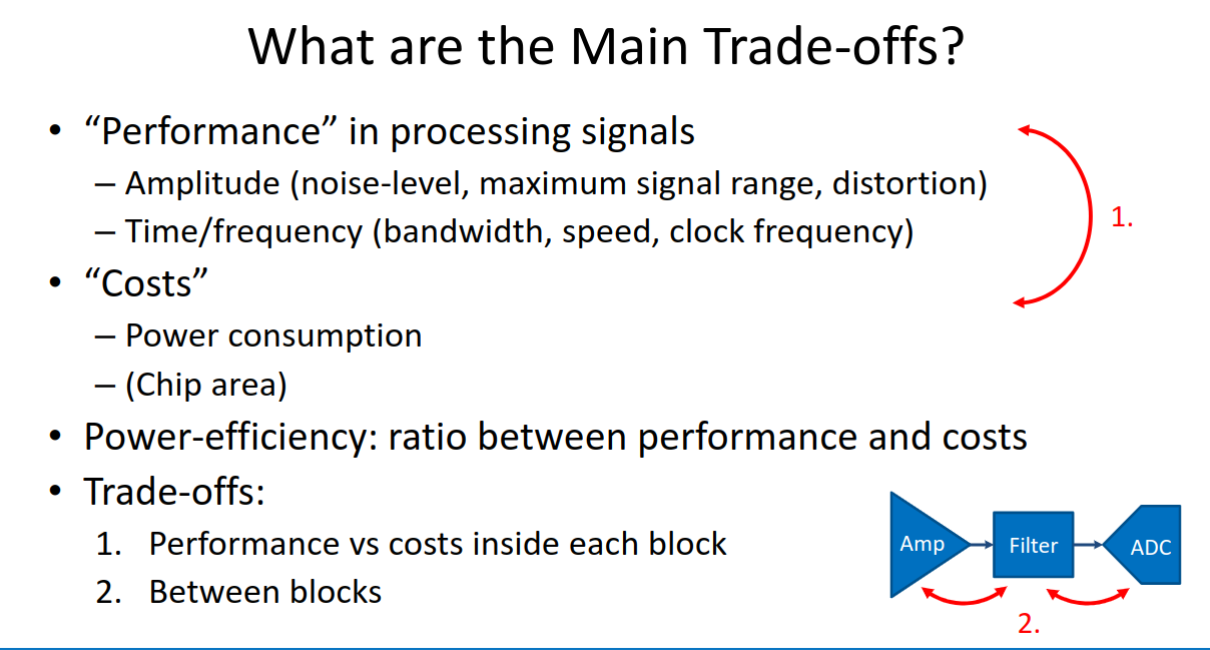 What are the Main Trade-offs?
• “Performance” in processing signals
– Amplitude (noise-level, maximum signal range, distortion)
– Time/frequency (bandwidth, speed, clock frequency)
1.
• “Costs”
– Power consumption
– (Chip area)
• Power-efficiency: ratio between performance and costs
• Trade-offs:
1. Performance vs costs inside each block
2. Between blocks
Amp Filter ADC
2.